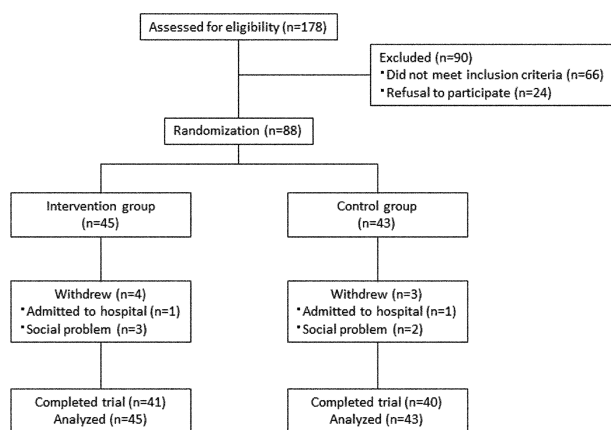 Assessed for eligibility (n=178)
Excluded (n=90)
・Did not meet inclusion criteria (n=66)
・Refusal to participate (n=24)
Randomization (n=88)
Intervention group
(n=45)
Control group
(n=43)
Withdrew (n=4)
・Admitted to hospital (n=1)
・Social problem (n=3)
Withdrew (n=3)
・Admitted to hospital (n=1)
・Social problem (n=2)
Completed trial (n=41)
Analyzed (n=45)
Completed trial (n=40)
Analyzed (n=43)